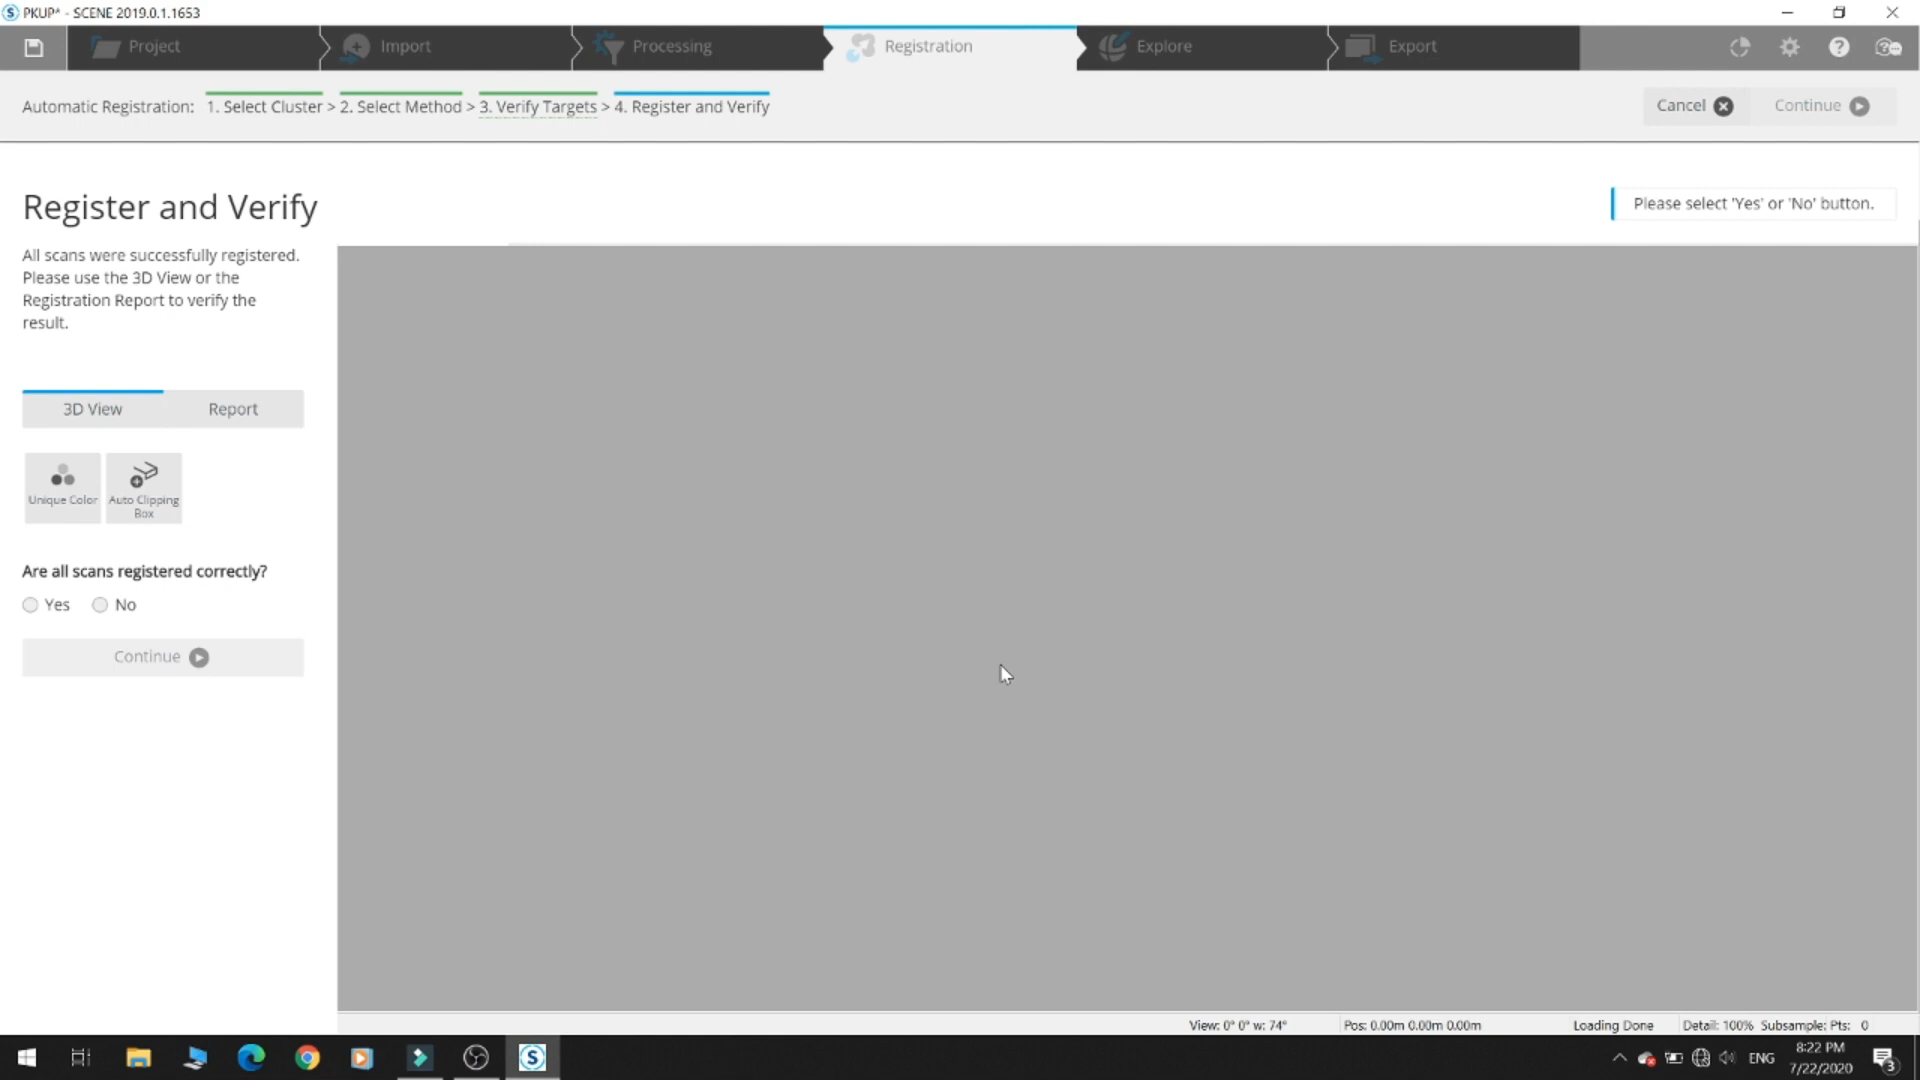 PKUP* - SCENE 2019.0.1.1653
Project
Import
Processing
Registration
Explore
Export
Automatic Registration: 1. Select Cluster > 2. Select Method > 3. Verify Targets > 4. Register and Verify
Cancel
Continue
Register and Verify
Please select 'Yes' or 'No' button.
All scans were successfully registered.
Please use the 3D View or the
Registration Report to verify the
result.
3D View
Report
Unique Color
Auto Clipping
Box
Are all scans registered correctly?
Yes
No
Continue
View: 0° 0° w: 74°
Pos: 0.00m 0.00m 0.00m
Loading Done
Detail: 100% Subsample: Pts: 0
ENG
8:22 PM
7/22/2020
3